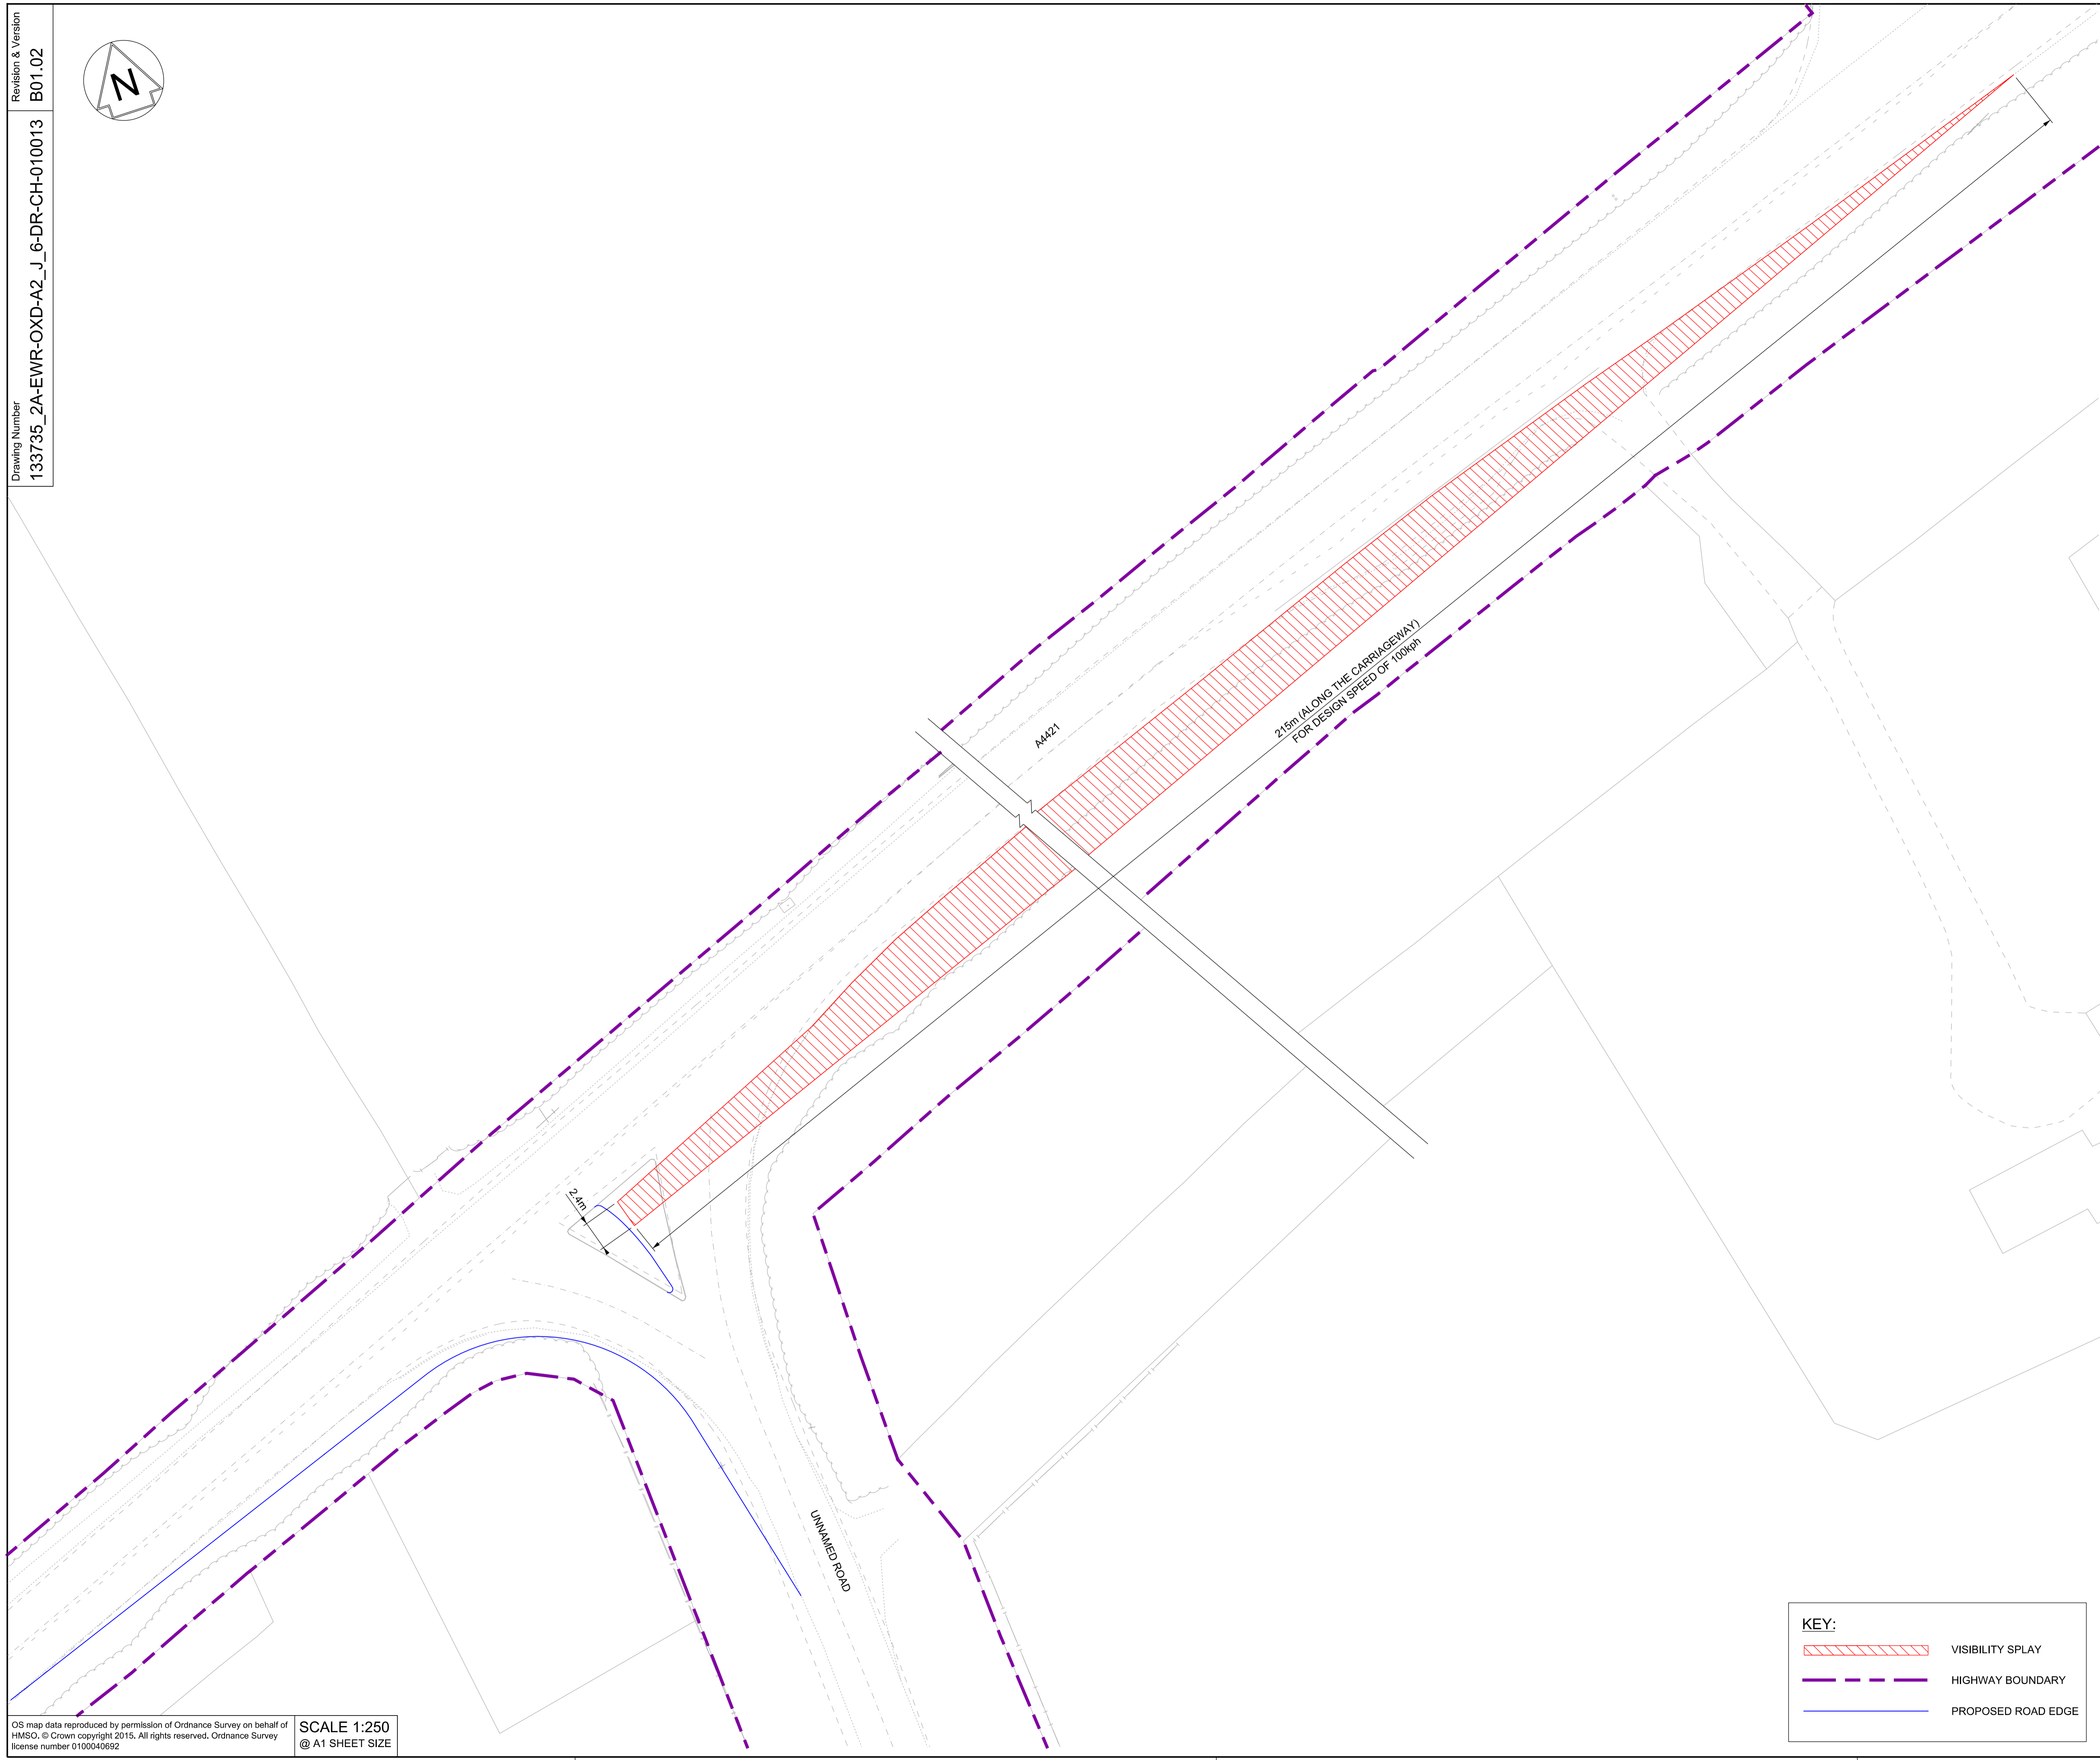 Revision & Version
B01.02
Drawing Number
133735_2A-EWR-OXD-A2_J_6-DR-CH-010013
N
A4421
215m (ALONG THE CARRIAGEWAY)
FOR DESIGN SPEED OF 100kph
2.4m
UNNAMED ROAD
KEY:
VISIBILITY SPLAY
HIGHWAY BOUNDARY
PROPOSED ROAD EDGE
OS map data reproduced by permission of Ordnance Survey on behalf of
HMSO. © Crown copyright 2015. All rights reserved. Ordnance Survey
license number 0100040692
SCALE 1:250
@ A1 SHEET SIZE